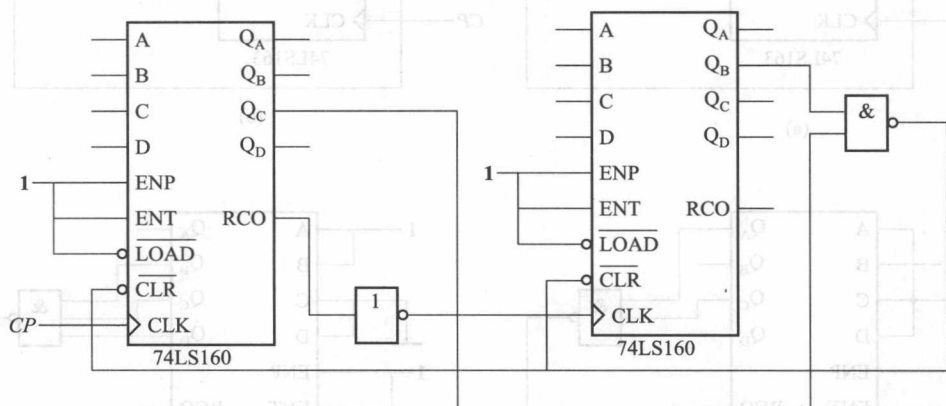 A
B
C
D
1
ENP
ENT
LOAD
CLR
CP
CLK
Q_A
Q_B
Q_C
Q_D
RCO
74LS160
1
A
B
C
D
1
ENP
ENT
LOAD
CLR
CLK
Q_A
Q_B
Q_C
Q_D
RCO
74LS160
&